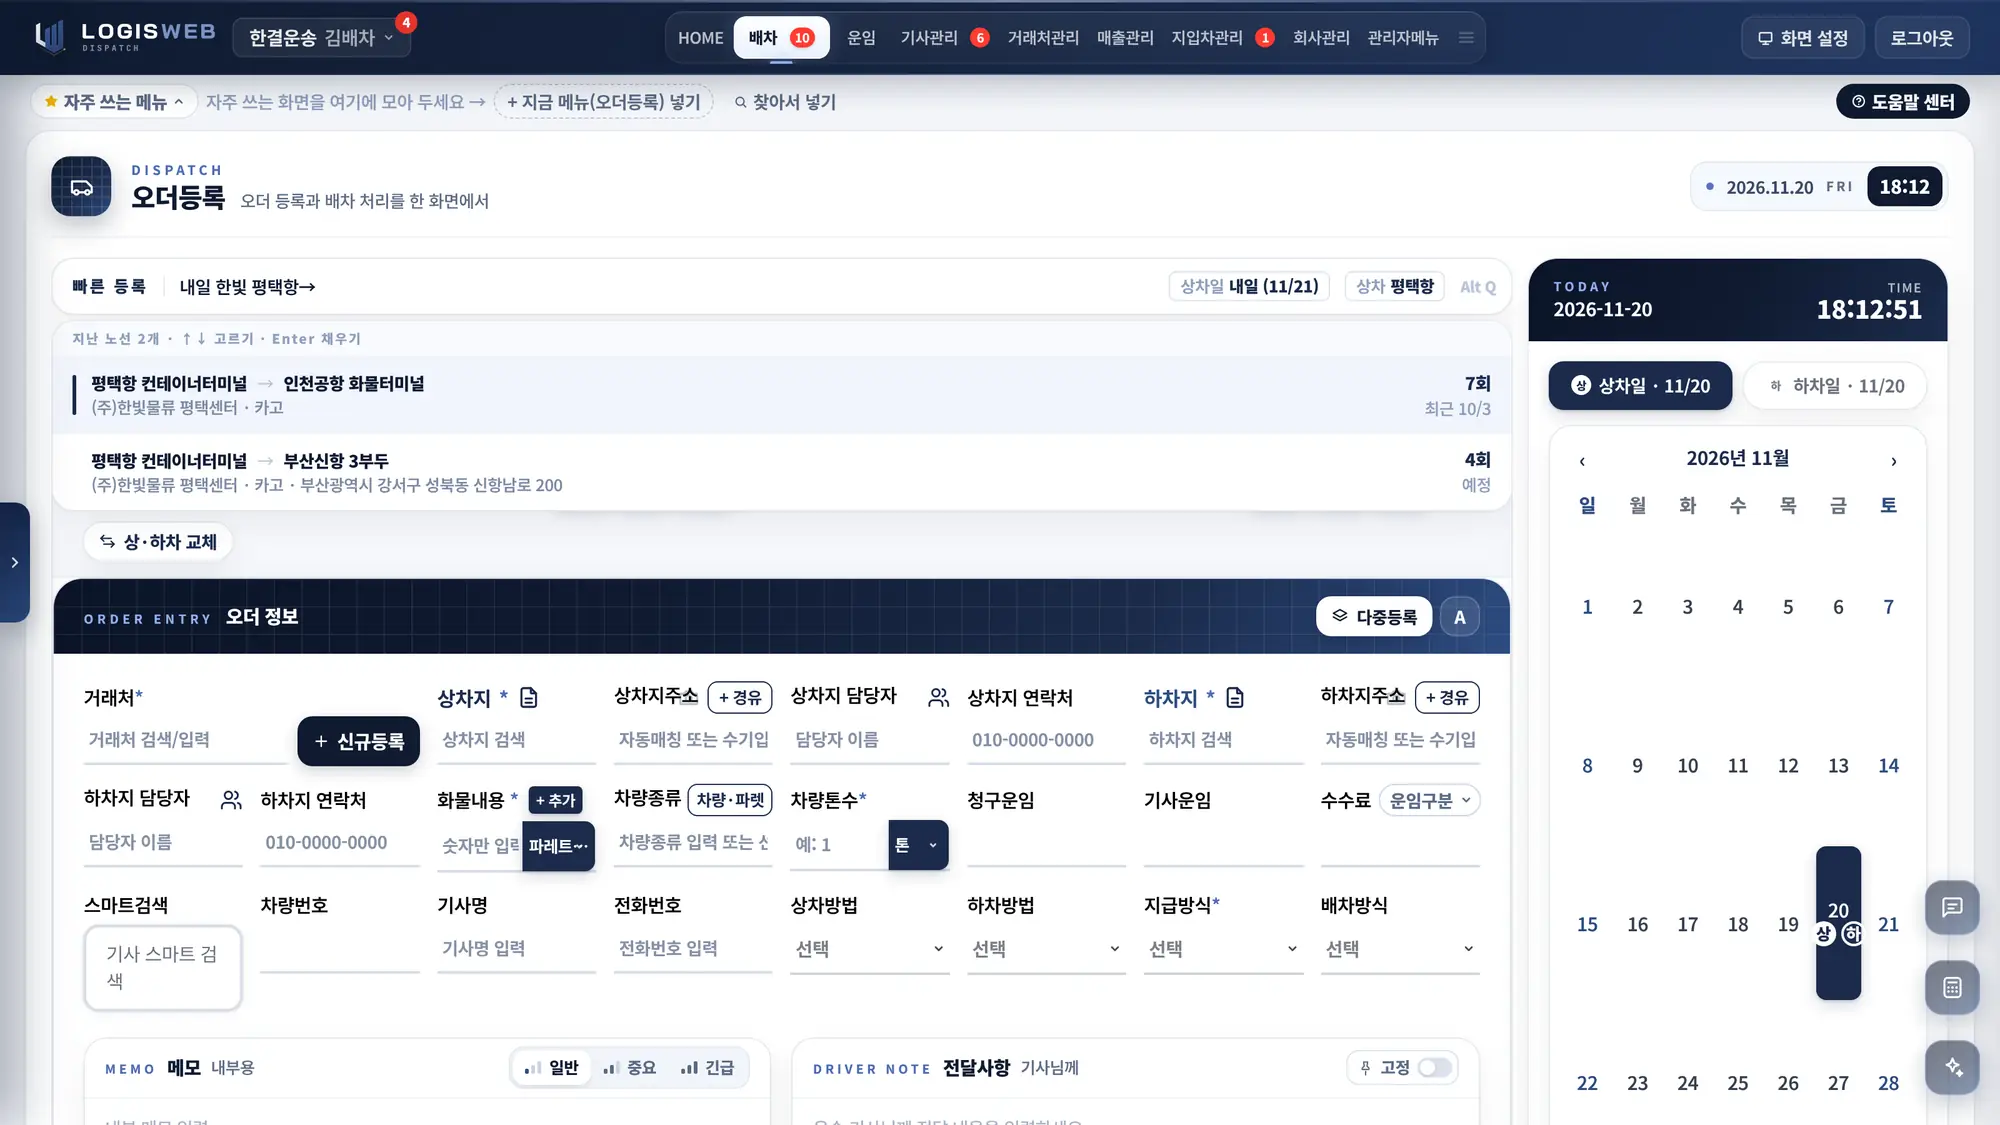 LOGISWEB
DISPATCH
한결운송 김배차 4
HOME 배차 10 운임 기사관리 6 거래처관리 매출관리 지입차관리 1 회사관리 관리자메뉴
화면 설정 로그아웃
자주 쓰는 메뉴 자주 쓰는 화면을 여기에 모아 두세요 → + 지금 메뉴(오더등록) 넣기 찾아서 넣기
도움말 센터
DISPATCH
오더등록 오더 등록과 배차 처리를 한 화면에서
2026.11.20 FRI 18:12
빠른 등록 내일 한빛 평택항→ 상차일 내일 (11/21) 상차 평택항 Alt Q
지난 노선 2개 · ↑↓ 고르기 · Enter 채우기
평택항 컨테이너터미널 → 인천공항 화물터미널 7회
(주)한빛물류 평택센터 · 카고 최근 10/3
평택항 컨테이너터미널 → 부산신항 3부두 4회
(주)한빛물류 평택센터 · 카고 · 부산광역시 강서구 성북동 신항남로 200 예정
상·하차 교체
ORDER ENTRY 오더 정보 다중등록 A
거래처* 상차지 * 상차지주소 + 경유 상차지 담당자 상차지 연락처 하차지 * 하차지주소 + 경유
거래처 검색/입력 + 신규등록 상차지 검색 자동매칭 또는 수기입 담당자 이름 010-0000-0000 하차지 검색 자동매칭 또는 수기입
하차지 담당자 하차지 연락처 화물내용 * + 추가 차량종류 차량·파렛 차량톤수* 청구운임 기사운임 수수료 운임구분
담당자 이름 010-0000-0000 숫자만 입력 파레트 차량종류 입력 또는 예: 1 톤
스마트검색 차량번호 기사명 전화번호 상차방법 하차방법 지급방식* 배차방식
기사 스마트 검색 기사명 입력 전화번호 입력 선택 선택 선택 선택
MEMO 메모 내부용 일반 중요 긴급
DRIVER NOTE 전달사항 기사님께 고정
TODAY TIME
2026-11-20 18:12:51
상 상차일 · 11/20 하 하차일 · 11/20
‹ 2026년 11월 ›
일 월 화 수 목 금 토
1 2 3 4 5 6 7
8 9 10 11 12 13 14
15 16 17 18 19 20 21
상 하
22 23 24 25 26 27 28